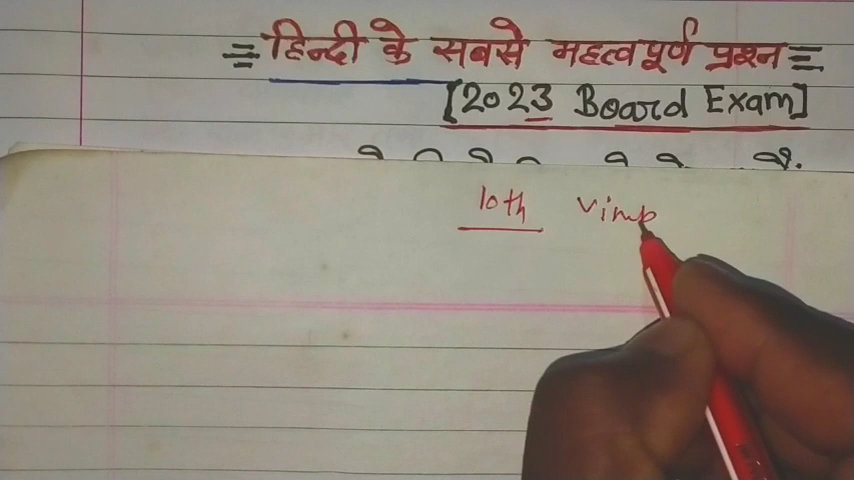 = हिन्दी के सबसे महत्वपूर्ण प्रश्न =
[2023 Board Exam]
10th Vimp